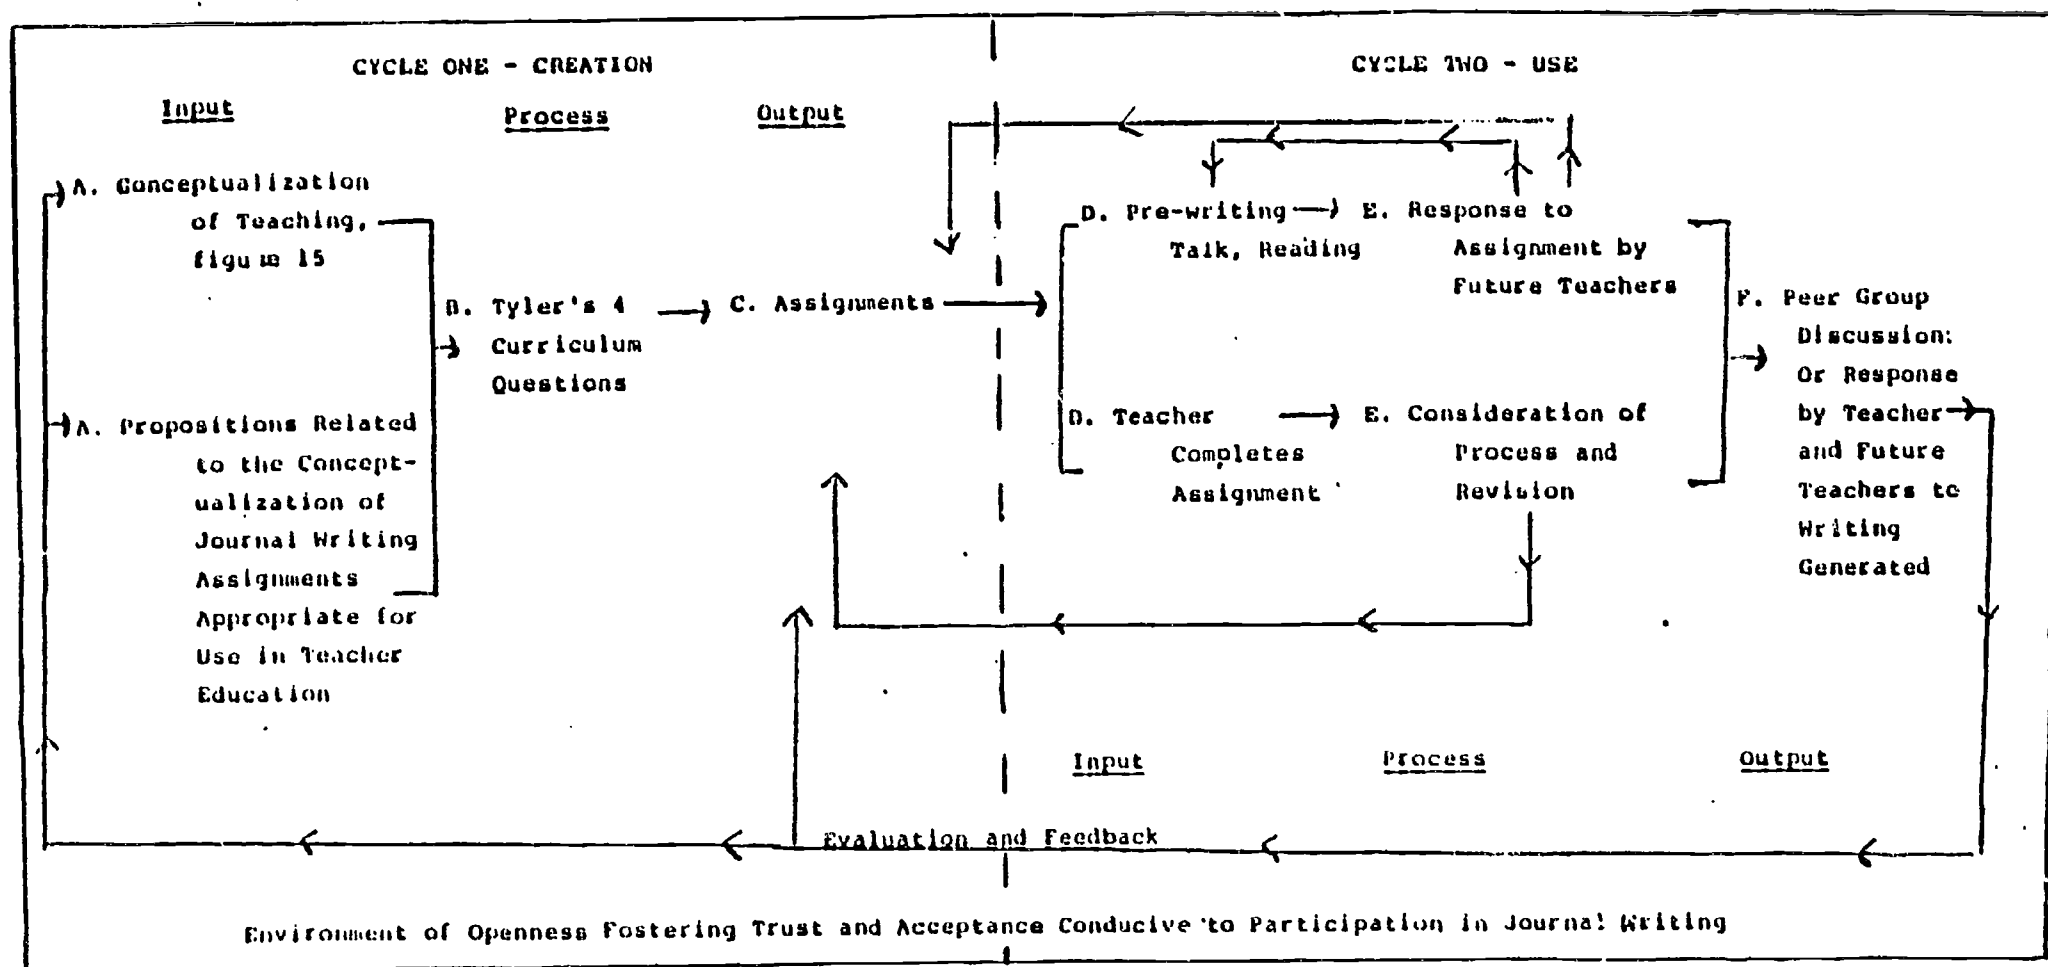 CYCLE ONE - CREATION
Input
Process
Output
A. Conceptualization
of Teaching,
figure 15
A. Propositions Related
to the Concept-
ualization of
Journal Writing
Assignments
Appropriate for
Use in Teacher
Education
B. Tyler's 4
Curriculum
Questions
C. Assignments
CYCLE TWO - USE
D. Pre-writing
Talk, Reading
E. Response to
Assignment by
Future Teachers
D. Teacher
Completes
Assignment
E. Consideration of
Process and
Revision
F. Peer Group
Discussion:
Or Response
by Teacher
and Future
Teachers to
Writing
Generated
Input
Process
Output
Evaluation and Feedback
Environment of Openness Fostering Trust and Acceptance Conducive to Participation in Journal Writing